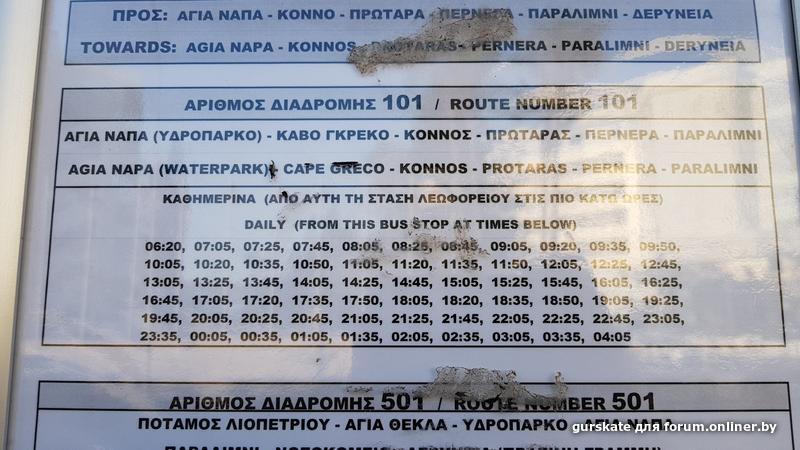 ΠΡΟΣ: ΑΓΙΑ ΝΑΠΑ - ΚΟΝΝΟ - ΠΡΩΤΑΡΑ - ΠΕΡΝΕΡΑ - ΠΑΡΑΛΙΜΝΙ - ΔΕΡΥΝΕΙΑ
TOWARDS: AGIA NAPA - KONNOS - PROTARAS - PERNERA - PARALIMNI - DERYNEIA
ΑΡΙΘΜΟΣ ΔΙΑΔΡΟΜΗΣ 101 / ROUTE NUMBER 101
ΑΓΙΑ ΝΑΠΑ (ΥΔΡΟΠΑΡΚΟ) - ΚΑΒΟ ΓΚΡΕΚΟ - ΚΟΝΝΟΣ - ΠΡΩΤΑΡΑΣ - ΠΕΡΝΕΡΑ - ΠΑΡΑΛΙΜΝΙ
AGIA NAPA (WATERPARK) - CAPE GRECO - KONNOS - PROTARAS - PERNERA - PARALIMNI
ΚΑΘΗΜΕΡΙΝΑ (ΑΠΟ ΑΥΤΗ ΤΗ ΣΤΑΣΗ ΛΕΩΦΟΡΕΙΟΥ ΣΤΙΣ ΠΙΟ ΚΑΤΩ ΩΡΕΣ)
DAILY (FROM THIS BUS STOP AT TIMES BELOW)
06:20, 07:05, 07:25, 07:45, 08:05, 08:25, 08:45, 09:05, 09:20, 09:35, 09:50,
10:05, 10:20, 10:35, 10:50, 11:05, 11:20, 11:35, 11:50, 12:05, 12:25, 12:45,
13:05, 13:25, 13:45, 14:05, 14:25, 14:45, 15:05, 15:25, 15:45, 16:05, 16:25,
16:45, 17:05, 17:20, 17:35, 17:50, 18:05, 18:20, 18:35, 18:50, 19:05, 19:25,
19:45, 20:05, 20:25, 20:45, 21:05, 21:25, 21:45, 22:05, 22:25, 22:45, 23:05,
23:35, 00:05, 00:35, 01:05, 01:35, 02:05, 02:35, 03:05, 03:35, 04:05
ΑΡΙΘΜΟΣ ΔΙΑΔΡΟΜΗΣ 501 / ROUTE NUMBER 501
ΠΟΤΑΜΟΣ ΛΙΟΠΕΤΡΙΟΥ - ΑΓΙΑ ΘΕΚΛΑ - ΥΔΡΟΠΑΡΚΟ - ΑΓΙΑ ΝΑΠΑ
gurskate для forum.onliner.by